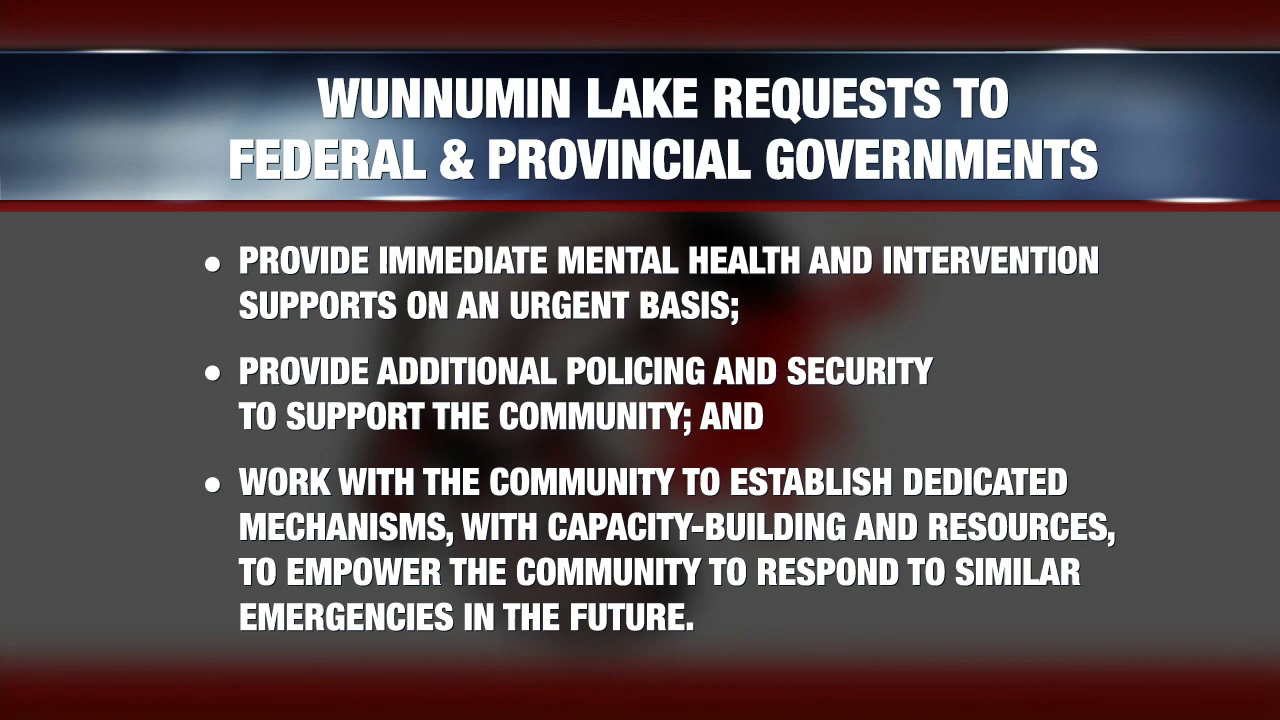 WUNNUMIN LAKE REQUESTS TO
FEDERAL & PROVINCIAL GOVERNMENTS
• PROVIDE IMMEDIATE MENTAL HEALTH AND INTERVENTION
SUPPORTS ON AN URGENT BASIS;
• PROVIDE ADDITIONAL POLICING AND SECURITY
TO SUPPORT THE COMMUNITY; AND
• WORK WITH THE COMMUNITY TO ESTABLISH DEDICATED
MECHANISMS, WITH CAPACITY-BUILDING AND RESOURCES,
TO EMPOWER THE COMMUNITY TO RESPOND TO SIMILAR
EMERGENCIES IN THE FUTURE.